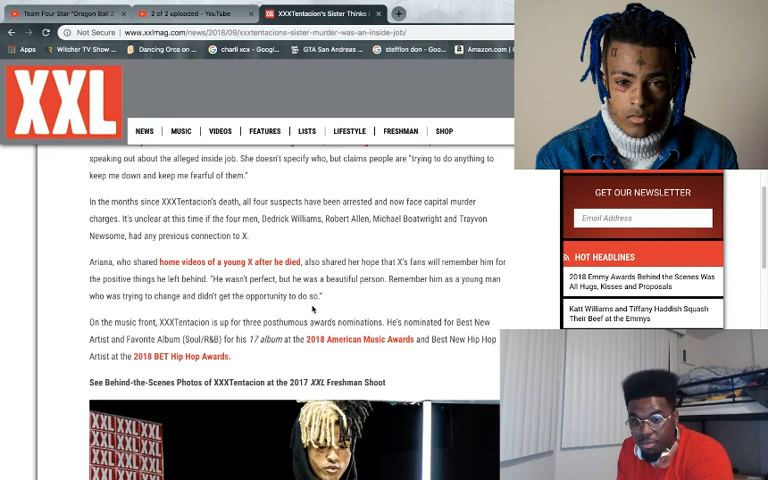 Team Four Star "Dragon Ball Z
2 of 2 uploaded - YouTube
XXXTentacion's Sister Thinks
Not Secure | www.xxlmag.com/news/2018/09/xxxtentacions-sister-murder-was-an-inside-job/
Apps
Witcher TV Show ...
Dancing Orca on ...
charli xcx - Googl...
GTA San Andreas ...
stefflon don - Goo...
Amazon.com |
XXL
NEWS
MUSIC
VIDEOS
FEATURES
LISTS
LIFESTYLE
FRESHMAN
SHOP
speaking out about the alleged inside job. She doesn't specify who, but claims people are "trying to do anything to
keep me down and keep me fearful of them."
In the months since XXXTentacion's death, all four suspects have been arrested and now face capital murder
charges. It's unclear at this time if the four men, Dedrick Williams, Robert Allen, Michael Boatwright and Trayvon
Newsome, had any previous connection to X.
Ariana, who shared home videos of a young X after he died, also shared her hope that X's fans will remember him for
the positive things he left behind. "He wasn't perfect, but he was a beautiful person. Remember him as a young man
who was trying to change and didn't get the opportunity to do so."
On the music front, XXXTentacion is up for three posthumous awards nominations. He's nominated for Best New
Artist and Favorite Album (Soul/R&B) for his 17 album at the 2018 American Music Awards and Best New Hip Hop
Artist at the 2018 BET Hip Hop Awards.
See Behind-the-Scenes Photos of XXXTentacion at the 2017 XXL Freshman Shoot
GET OUR NEWSLETTER
Email Address
HOT HEADLINES
2018 Emmy Awards Behind the Scenes Was
All Hugs, Kisses and Proposals
Katt Williams and Tiffany Haddish Squash
Their Beef at the Emmys